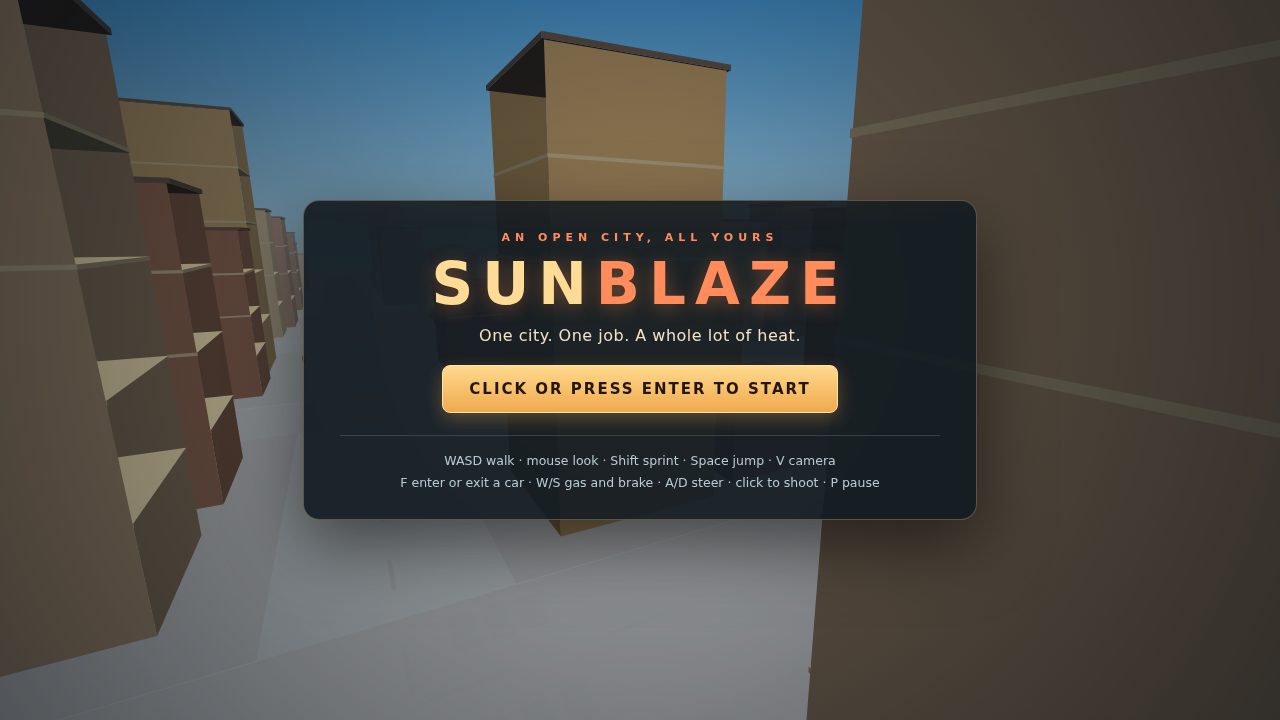 AN OPEN CITY, ALL YOURS
SUNBLAZE
One city. One job. A whole lot of heat.
CLICK OR PRESS ENTER TO START
WASD walk · mouse look · Shift sprint · Space jump · V camera
F enter or exit a car · W/S gas and brake · A/D steer · click to shoot · P pause